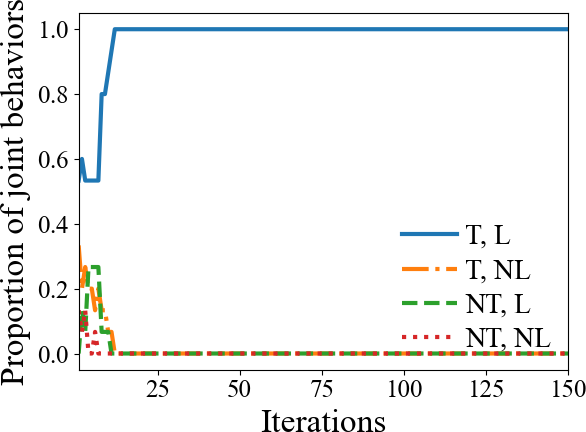 Proportion of joint behaviors
1.0
0.8
0.6
0.4
0.2
0.0
T, L
T, NL
NT, L
NT, NL
25 50 75 100 125 150
Iterations